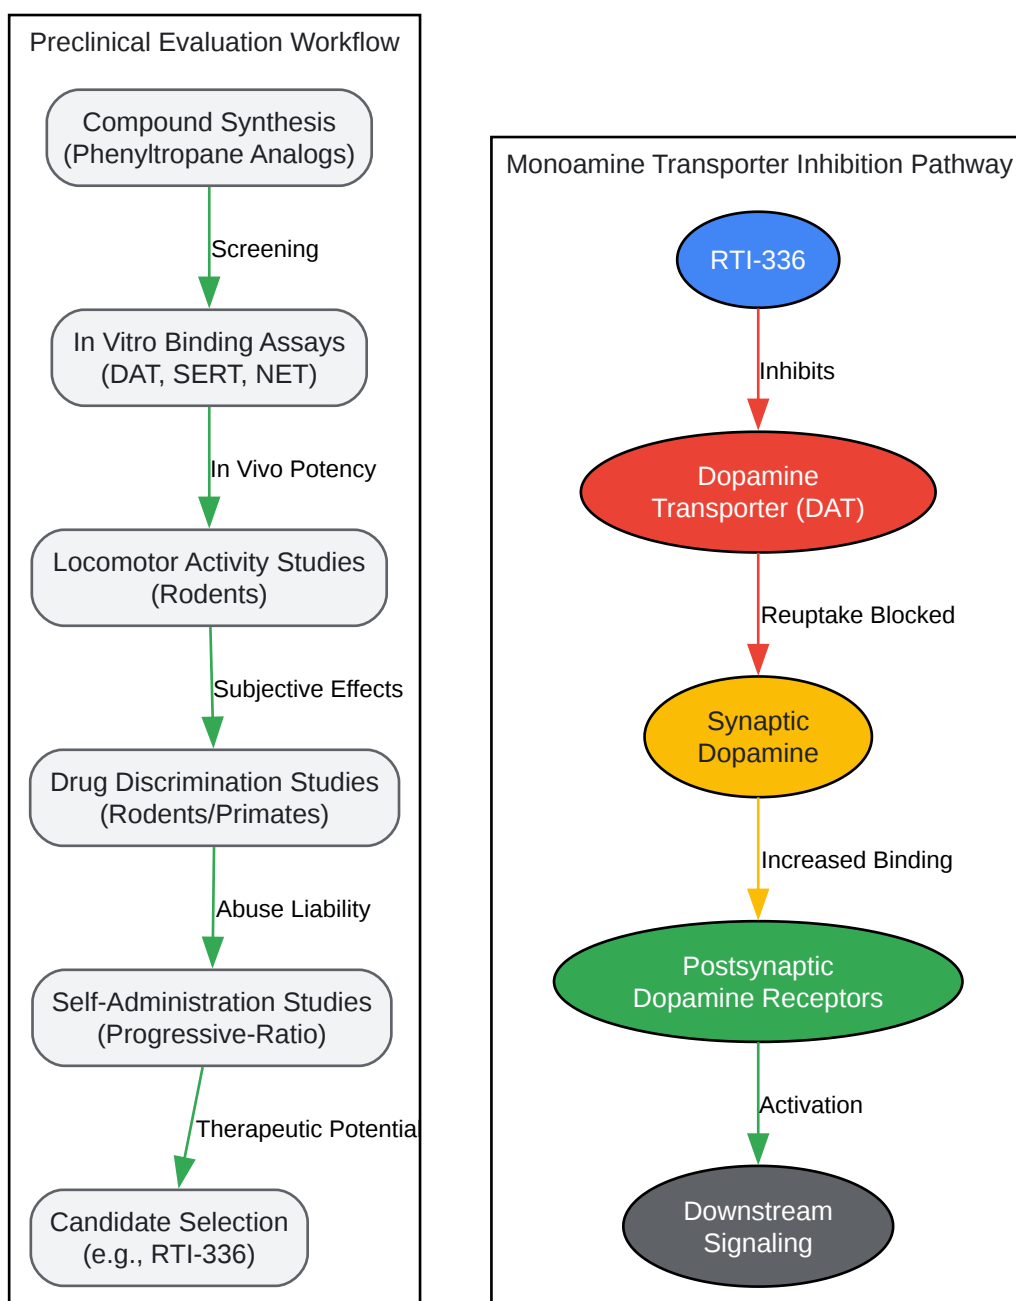 Preclinical Evaluation Workflow
Compound Synthesis
(Phenyltropane Analogs)
Screening
In Vitro Binding Assays
(DAT, SERT, NET)
In Vivo Potency
Locomotor Activity Studies
(Rodents)
Subjective Effects
Drug Discrimination Studies
(Rodents/Primates)
Abuse Liability
Self-Administration Studies
(Progressive-Ratio)
Therapeutic Potential
Candidate Selection
(e.g., RTI-336)
Monoamine Transporter Inhibition Pathway
RTI-336
Inhibits
Dopamine
Transporter (DAT)
Reuptake Blocked
Synaptic
Dopamine
Increased Binding
Postsynaptic
Dopamine Receptors
Activation
Downstream
Signaling